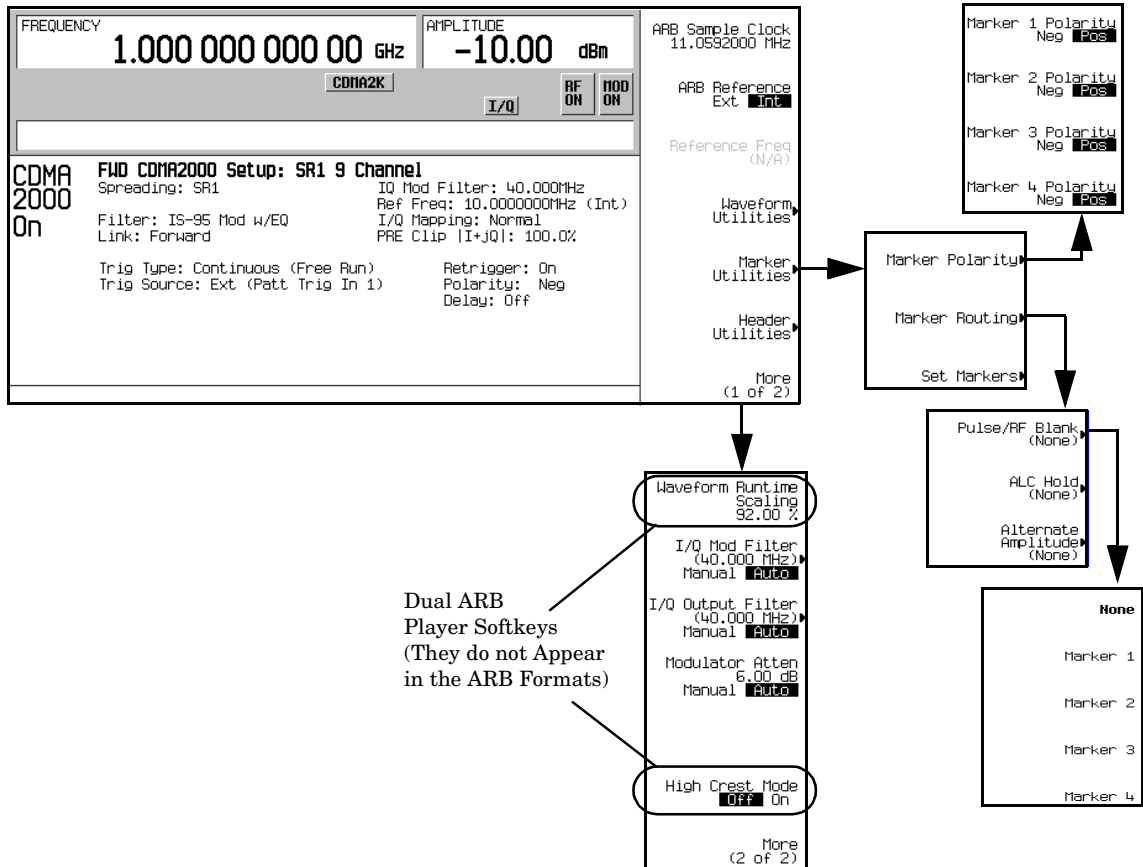 FREQUENCY
1.000 000 000 00 GHz
AMPLITUDE
-10.00 dBm
CDMA2K
I/Q
RF ON
MOD ON
CDMA
2000
On
FWD CDMA2000 Setup: SR1 9 Channel
Spreading: SR1
IQ Mod Filter: 40.000MHz
Ref Freq: 10.0000000MHz (Int)
Filter: IS-95 Mod w/EQ
I/Q Mapping: Normal
Link: Forward
PRE Clip |I+jQ|: 100.0%
Trig Type: Continuous (Free Run)
Retrigger: On
Trig Source: Ext (Patt Trig In 1)
Polarity: Neg
Delay: Off
ARB Sample Clock
11.0592000 MHz
ARB Reference
Ext Int
Reference Freq
(N/A)
Waveform
Utilities
Marker
Utilities
Header
Utilities
More
(1 of 2)
Marker Polarity
Marker Routing
Set Markers
Marker 1 Polarity
Neg Pos
Marker 2 Polarity
Neg Pos
Marker 3 Polarity
Neg Pos
Marker 4 Polarity
Neg Pos
Pulse/RF Blank
(None)
ALC Hold
(None)
Alternate
Amplitude
(None)
None
Marker 1
Marker 2
Marker 3
Marker 4
Waveform Runtime
Scaling
92.00 %
I/Q Mod Filter
(40.000 MHz)
Manual Auto
I/Q Output Filter
(40.000 MHz)
Manual Auto
Modulator Atten
6.00 dB
Manual Auto
High Crest Mode
Off On
More
(2 of 2)
Dual ARB
Player Softkeys
(They do not Appear
in the ARB Formats)